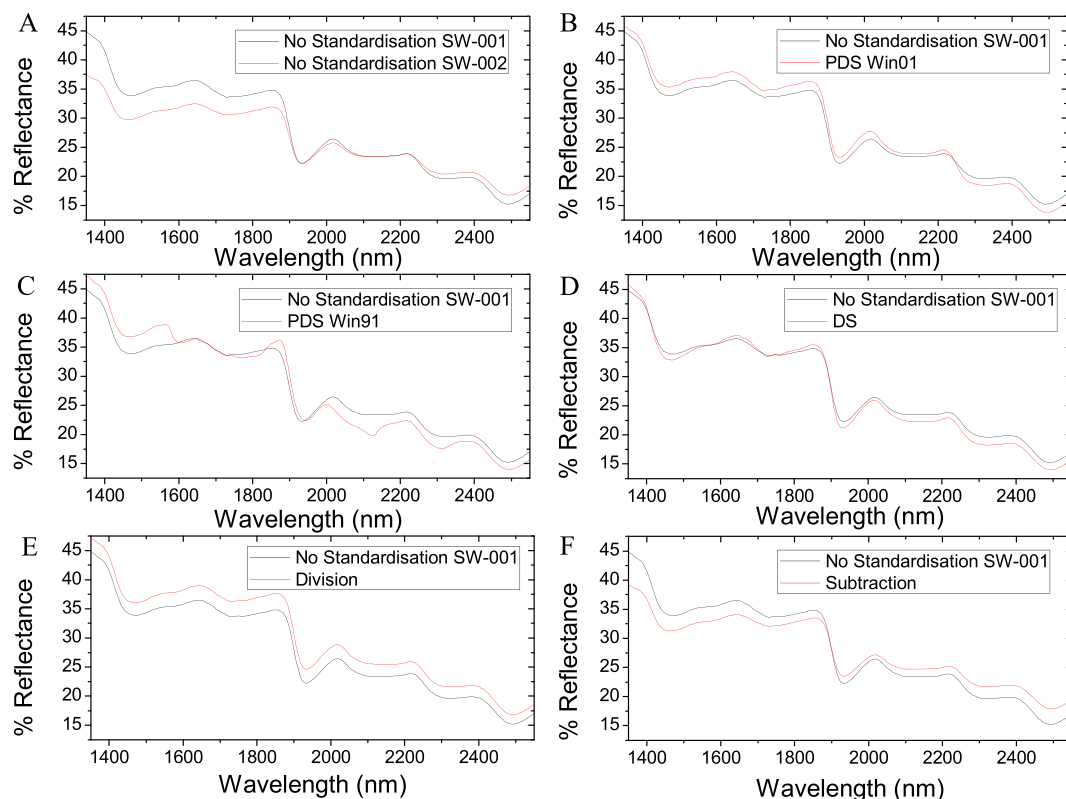 A
No Standardisation SW-001
No Standardisation SW-002
45
40
35
30
25
20
15
% Reflectance
1400 1600 1800 2000 2200 2400
Wavelength (nm)
B
No Standardisation SW-001
PDS Win01
45
40
35
30
25
20
15
% Reflectance
1400 1600 1800 2000 2200 2400
Wavelength (nm)
C
No Standardisation SW-001
PDS Win91
45
40
35
30
25
20
15
% Reflectance
1400 1600 1800 2000 2200 2400
Wavelength (nm)
D
No Standardisation SW-001
DS
45
40
35
30
25
20
15
% Reflectance
1400 1600 1800 2000 2200 2400
Wavelength (nm)
E
No Standardisation SW-001
Division
45
40
35
30
25
20
15
% Reflectance
1400 1600 1800 2000 2200 2400
Wavelength (nm)
F
No Standardisation SW-001
Subtraction
45
40
35
30
25
20
15
% Reflectance
1400 1600 1800 2000 2200 2400
Wavelength (nm)